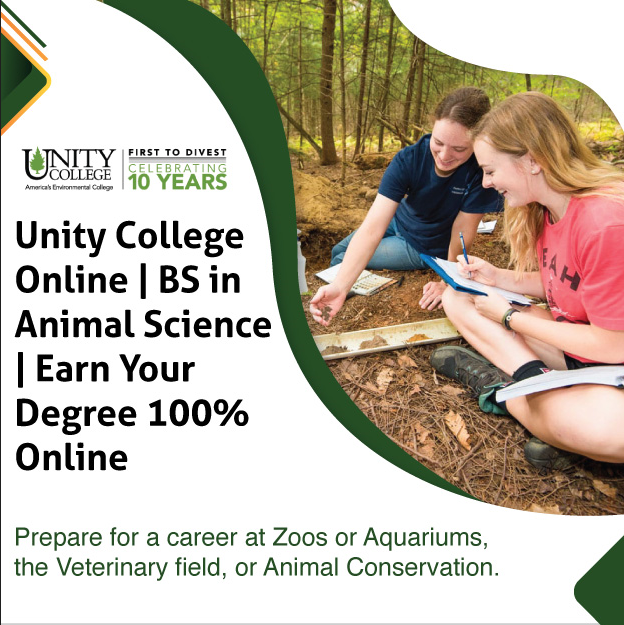 UNITY
COLLEGE
America's Environmental College
FIRST TO DIVEST
CELEBRATING
10 YEARS
Unity College
Online | BS in
Animal Science
| Earn Your
Degree 100%
Online
EAH
Prepare for a career at Zoos or Aquariums,
the Veterinary field, or Animal Conservation.